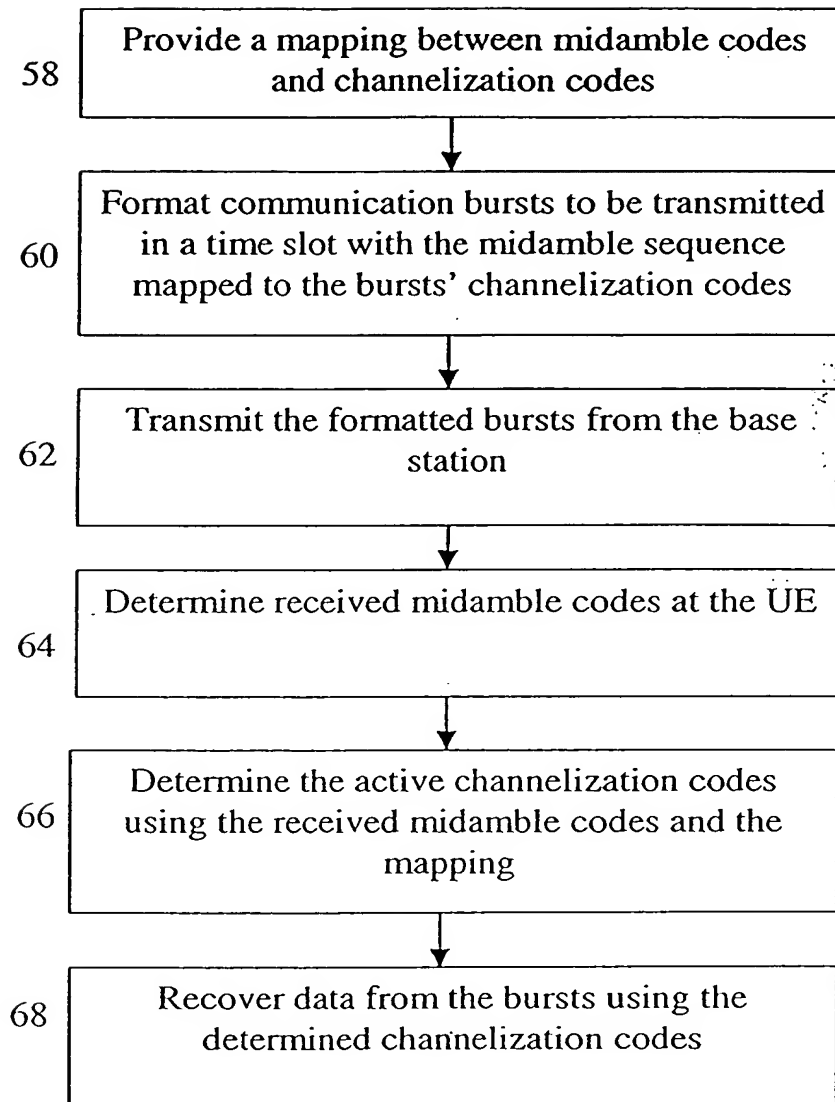 58
Provide a mapping between midamble codes
and channelization codes
60
Format communication bursts to be transmitted
in a time slot with the midamble sequence
mapped to the bursts' channelization codes
62
Transmit the formatted bursts from the base
station
64
Determine received midamble codes at the UE
66
Determine the active channelization codes
using the received midamble codes and the
mapping
68
Recover data from the bursts using the
determined channelization codes